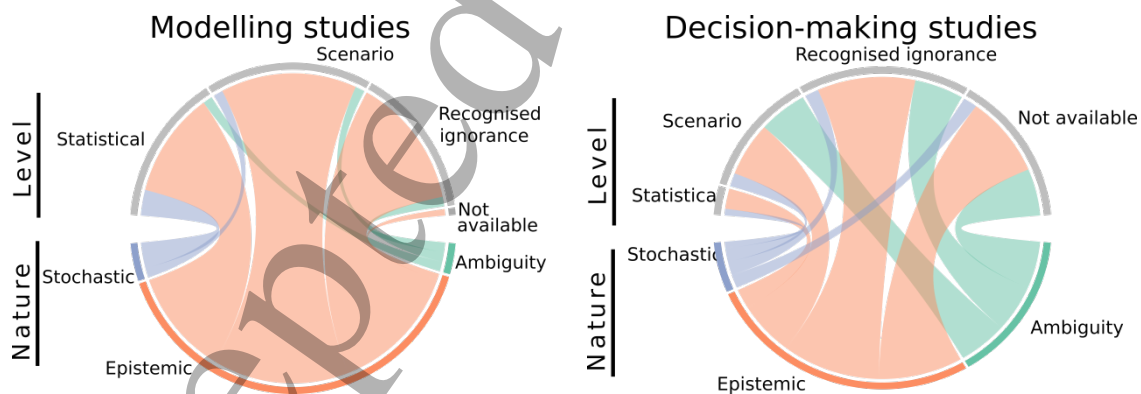 Modelling studies
Decision-making studies
Scenario
Recognised ignorance
Statistical
Recognised
ignorance
Not
available
Level
Stochastic
Ambiguity
Epistemic
Nature
Scenario
Not available
Statistica
Level
Stochastic
Ambiguity
Epistemic
Nature
epted